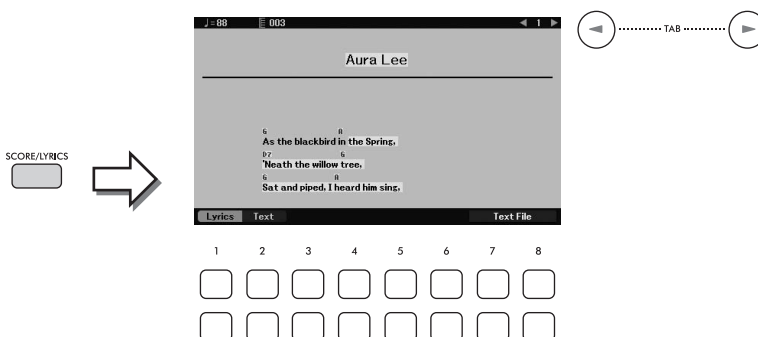 ♩=88 003 ◀ 1 ▶
◀ TAB ▶
Aura Lee
SCORE/LYRICS
G A
As the blackbird in the Spring,
D7 G
'Neath the willow tree,
G A
Sat and piped, I heard him sing,
Lyrics Text Text File
1 2 3 4 5 6 7 8